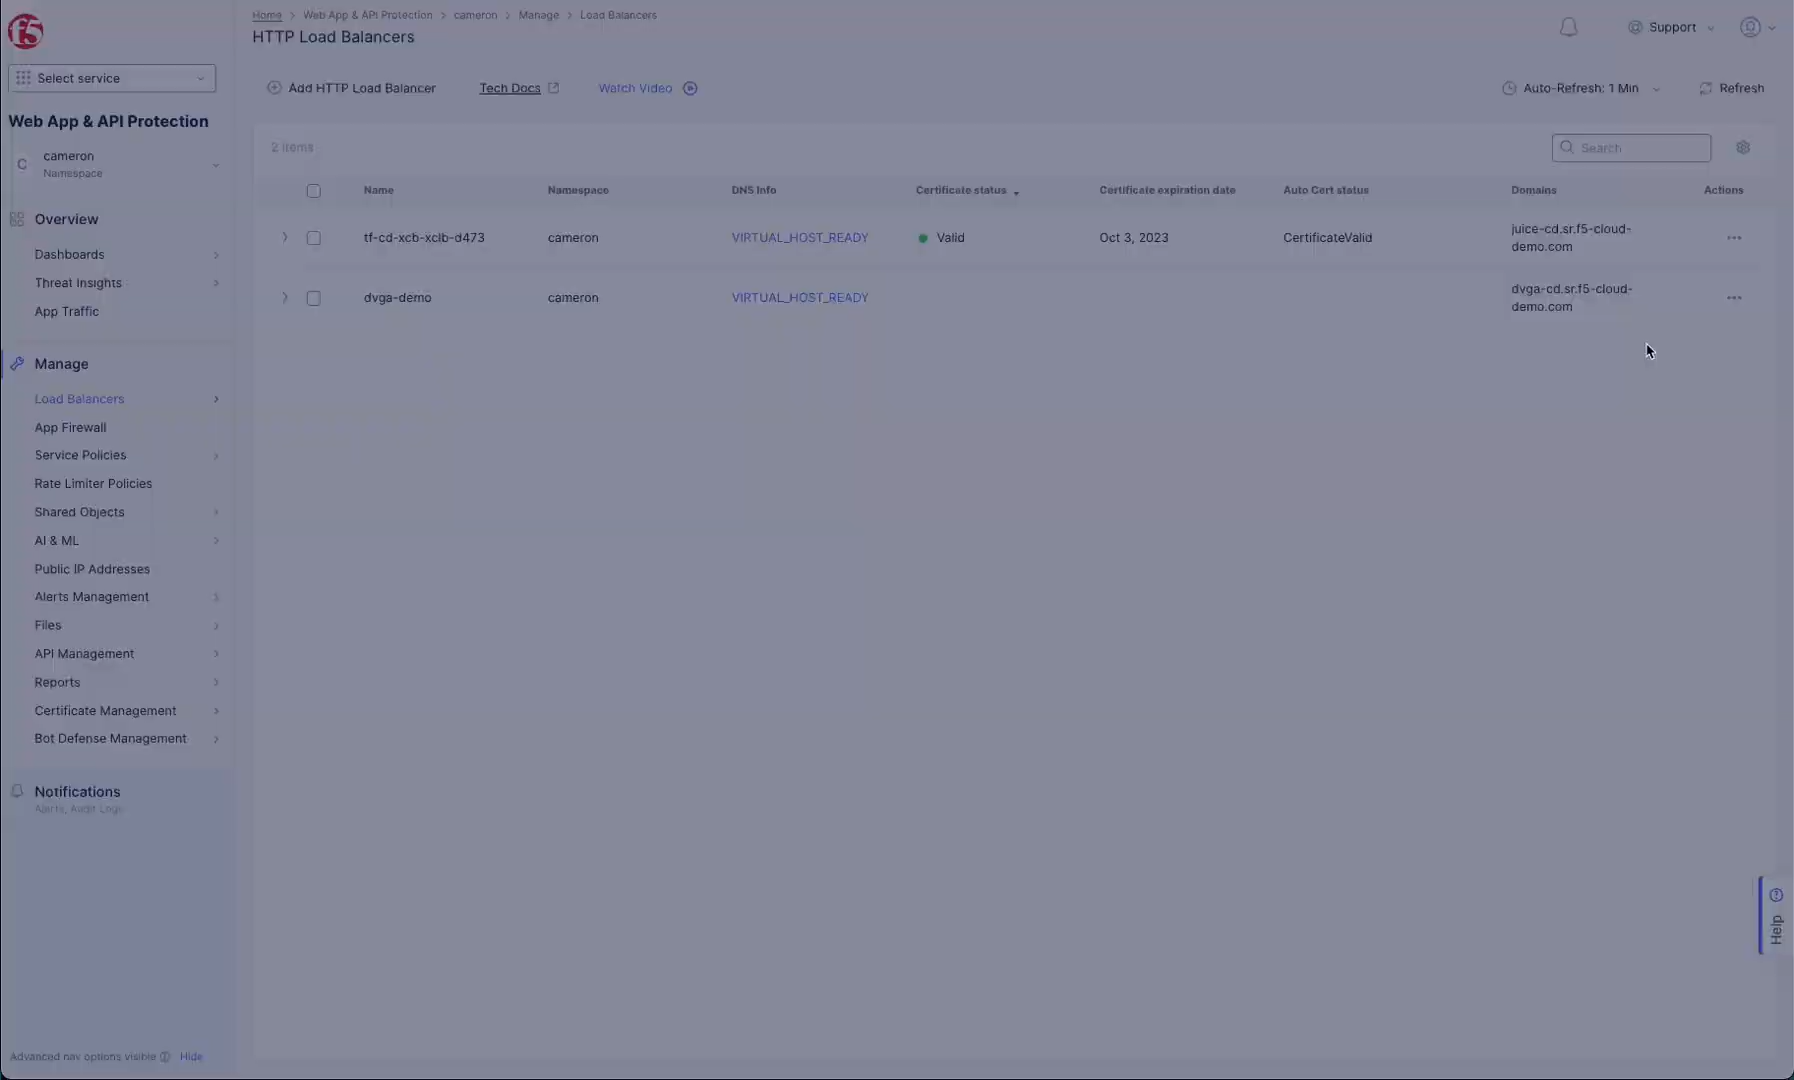 f5
Home > Web App & API Protection > cameron > Manage > Load Balancers
HTTP Load Balancers
Support
Select service
Add HTTP Load Balancer
Tech Docs
Watch Video
Auto-Refresh: 1 Min
Refresh
Web App & API Protection
C
cameron
Namespace
Overview
Dashboards
Threat Insights
App Traffic
Manage
Load Balancers
App Firewall
Service Policies
Rate Limiter Policies
Shared Objects
AI & ML
Public IP Addresses
Alerts Management
Files
API Management
Reports
Certificate Management
Bot Defense Management
Notifications
Alerts, Audit Logs
Advanced nav options visible Hide
2 items
Search
Name Namespace DNS Info Certificate status Certificate expiration date Auto Cert status Domains Actions
tf-cd-xcb-xclb-d473 cameron VIRTUAL_HOST_READY Valid Oct 3, 2023 CertificateValid juice-cd.sr.f5-cloud-
demo.com
dvga-demo cameron VIRTUAL_HOST_READY dvga-cd.sr.f5-cloud-
demo.com
Help